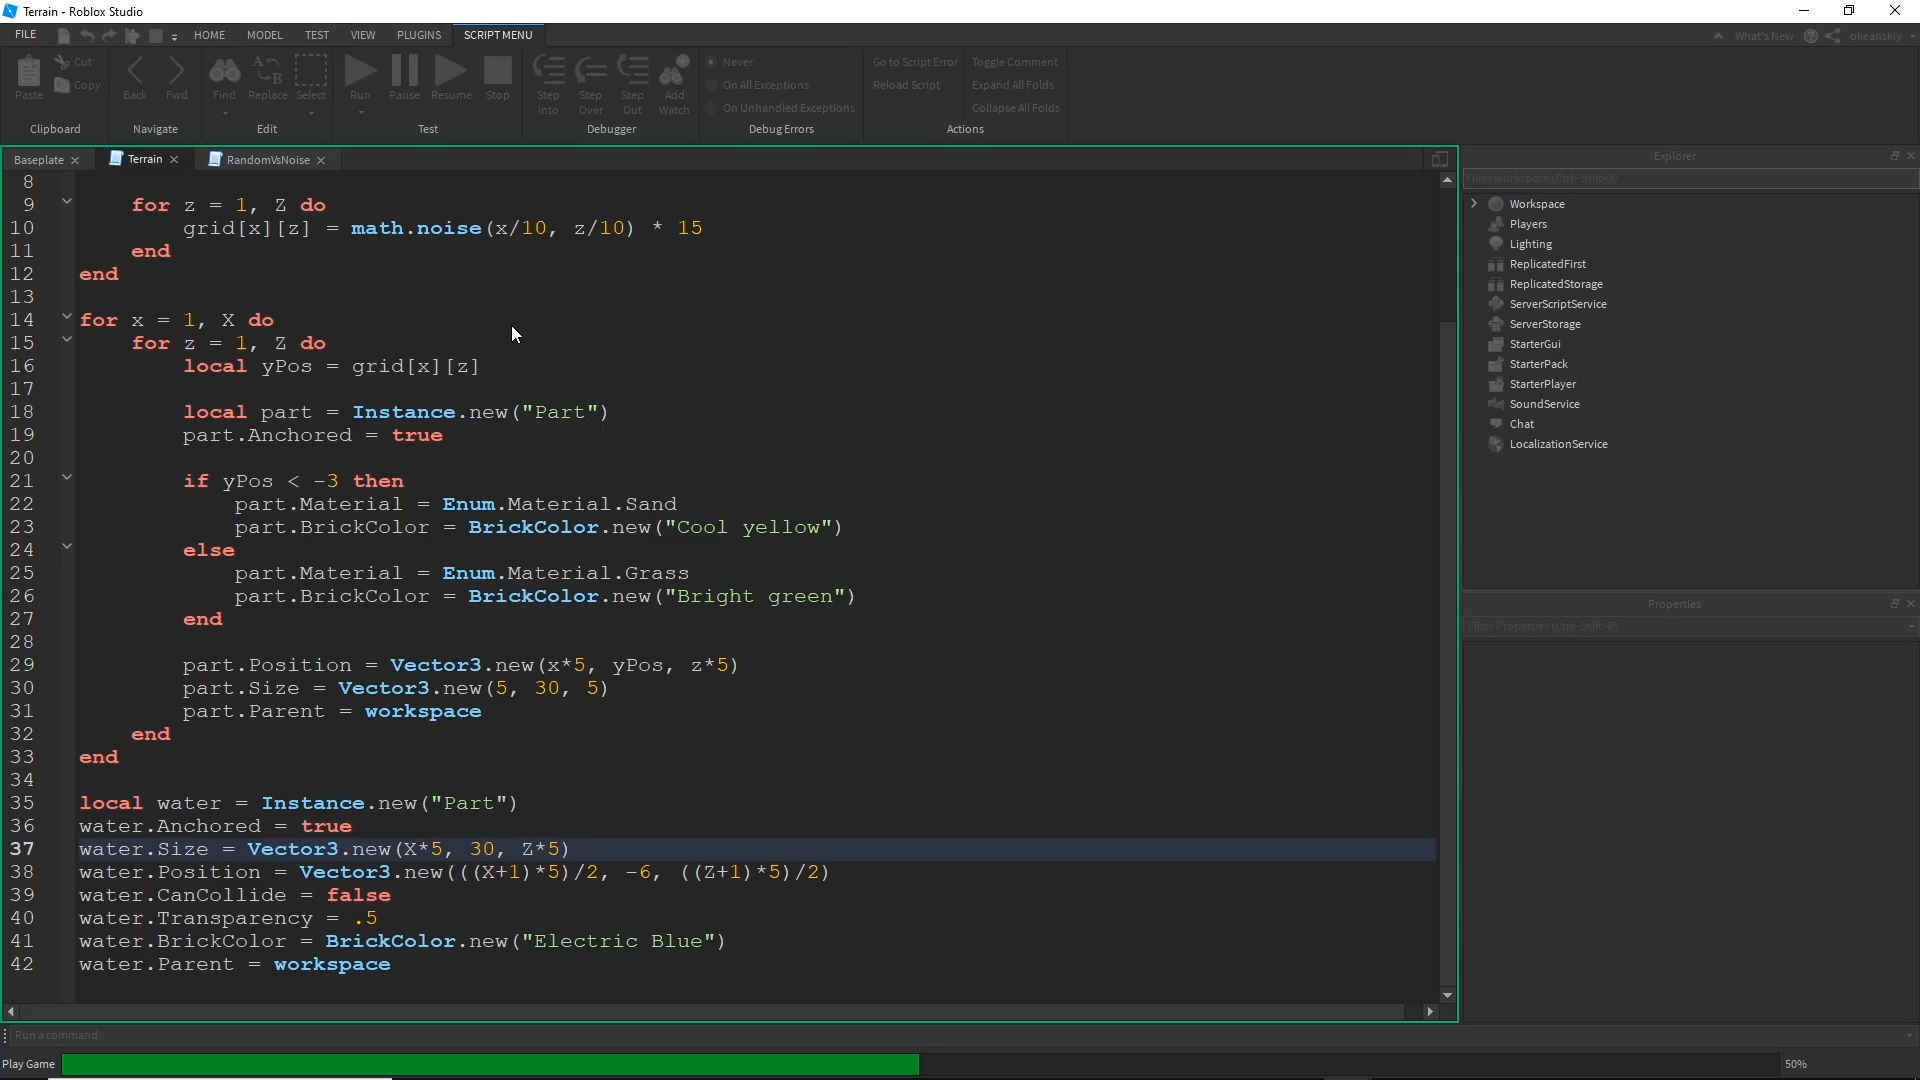 Terrain - Roblox Studio
FILE HOME MODEL TEST VIEW PLUGINS SCRIPT MENU What's New okeanskiy
Paste Cut Copy Back Fwd Find Replace Select Run Pause Resume Stop Step Into Step Over Step Out Add Watch
Never
On All Exceptions
On Unhandled Exceptions
Go to Script Error
Reload Script
Toggle Comment
Expand All Folds
Collapse All Folds
Clipboard Navigate Edit Test Debugger Debug Errors Actions
Baseplate Terrain RandomVsNoise
8
9 for z = 1, Z do
10 grid[x][z] = math.noise(x/10, z/10) * 15
11 end
12 end
13
14 for x = 1, X do
15 for z = 1, Z do
16 local yPos = grid[x][z]
17
18 local part = Instance.new("Part")
19 part.Anchored = true
20
21 if yPos < -3 then
22 part.Material = Enum.Material.Sand
23 part.BrickColor = BrickColor.new("Cool yellow")
24 else
25 part.Material = Enum.Material.Grass
26 part.BrickColor = BrickColor.new("Bright green")
27 end
28
29 part.Position = Vector3.new(x*5, yPos, z*5)
30 part.Size = Vector3.new(5, 30, 5)
31 part.Parent = workspace
32 end
33 end
34
35 local water = Instance.new("Part")
36 water.Anchored = true
37 water.Size = Vector3.new(X*5, 30, Z*5)
38 water.Position = Vector3.new(((X+1)*5)/2, -6, ((Z+1)*5)/2)
39 water.CanCollide = false
40 water.Transparency = .5
41 water.BrickColor = BrickColor.new("Electric Blue")
42 water.Parent = workspace
Explorer
Filter workspace (Ctrl+Shift+X)
Workspace
Players
Lighting
ReplicatedFirst
ReplicatedStorage
ServerScriptService
ServerStorage
StarterGui
StarterPack
StarterPlayer
SoundService
Chat
LocalizationService
Properties
Filter Properties (Ctrl+Shift+P)
Run a command
Play Game 50%